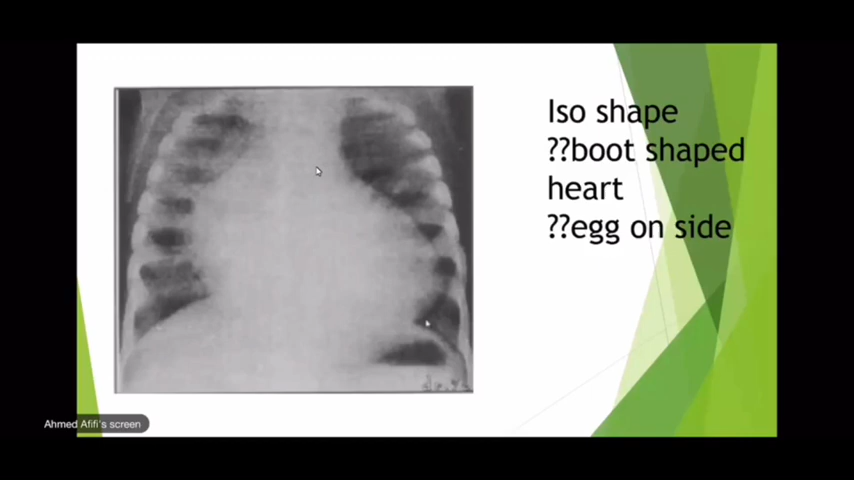 Iso shape
??boot shaped
heart
??egg on side
Ahmed Afifi's screen